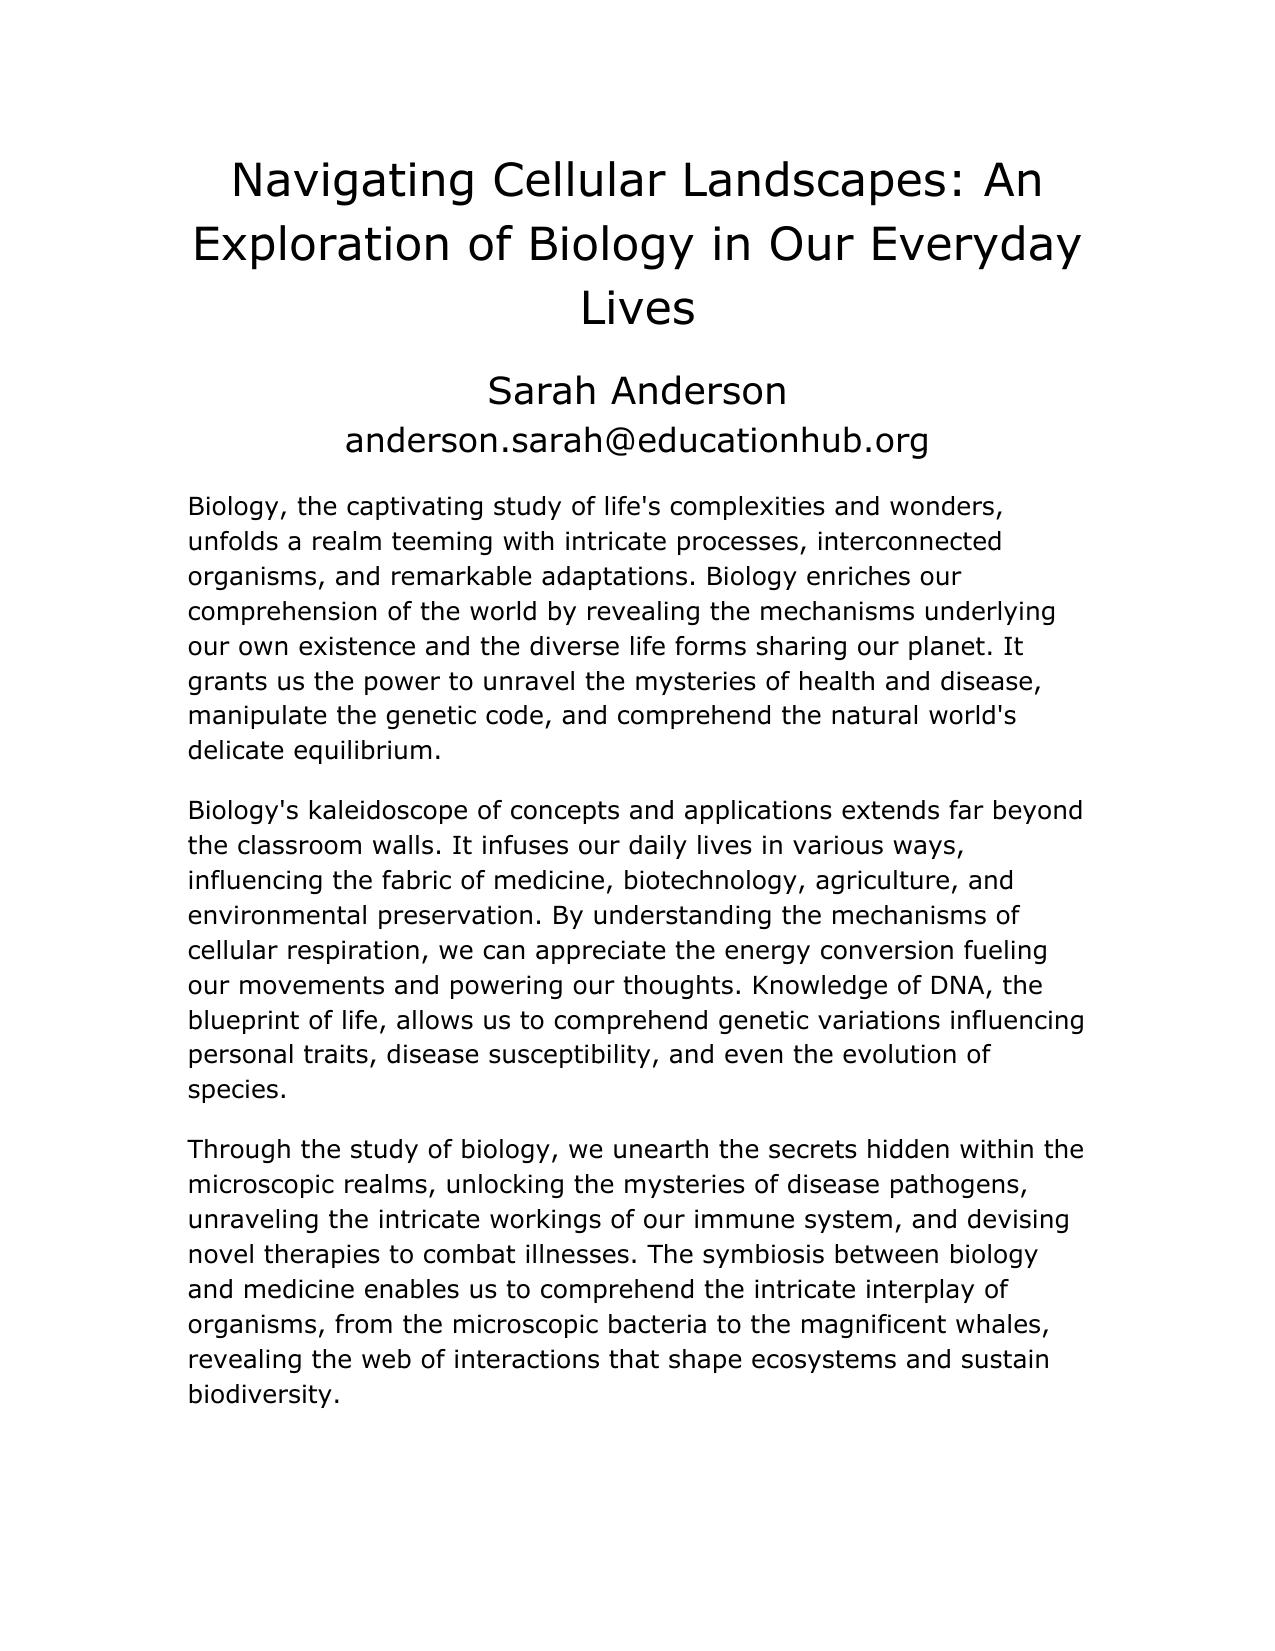 Navigating Cellular Landscapes: An
Exploration of Biology in Our Everyday
Lives
Sarah Anderson
anderson.sarah@educationhub.org
Biology, the captivating study of life's complexities and wonders,
unfolds a realm teeming with intricate processes, interconnected
organisms, and remarkable adaptations. Biology enriches our
comprehension of the world by revealing the mechanisms underlying
our own existence and the diverse life forms sharing our planet. It
grants us the power to unravel the mysteries of health and disease,
manipulate the genetic code, and comprehend the natural world's
delicate equilibrium.
Biology's kaleidoscope of concepts and applications extends far beyond
the classroom walls. It infuses our daily lives in various ways,
influencing the fabric of medicine, biotechnology, agriculture, and
environmental preservation. By understanding the mechanisms of
cellular respiration, we can appreciate the energy conversion fueling
our movements and powering our thoughts. Knowledge of DNA, the
blueprint of life, allows us to comprehend genetic variations influencing
personal traits, disease susceptibility, and even the evolution of
species.
Through the study of biology, we unearth the secrets hidden within the
microscopic realms, unlocking the mysteries of disease pathogens,
unraveling the intricate workings of our immune system, and devising
novel therapies to combat illnesses. The symbiosis between biology
and medicine enables us to comprehend the intricate interplay of
organisms, from the microscopic bacteria to the magnificent whales,
revealing the web of interactions that shape ecosystems and sustain
biodiversity.